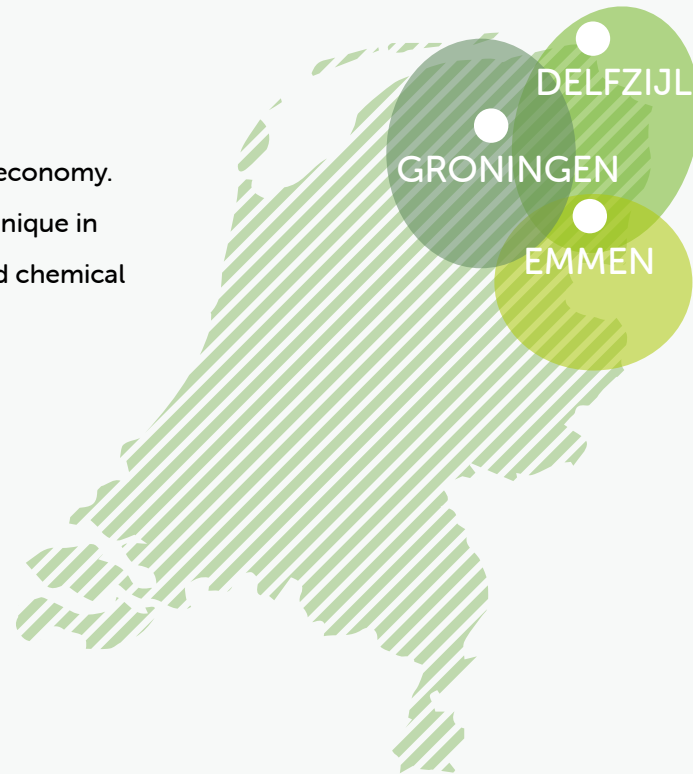 DELFZIJL
economy.
GRONINGEN
nique in
EMMEN
d chemical